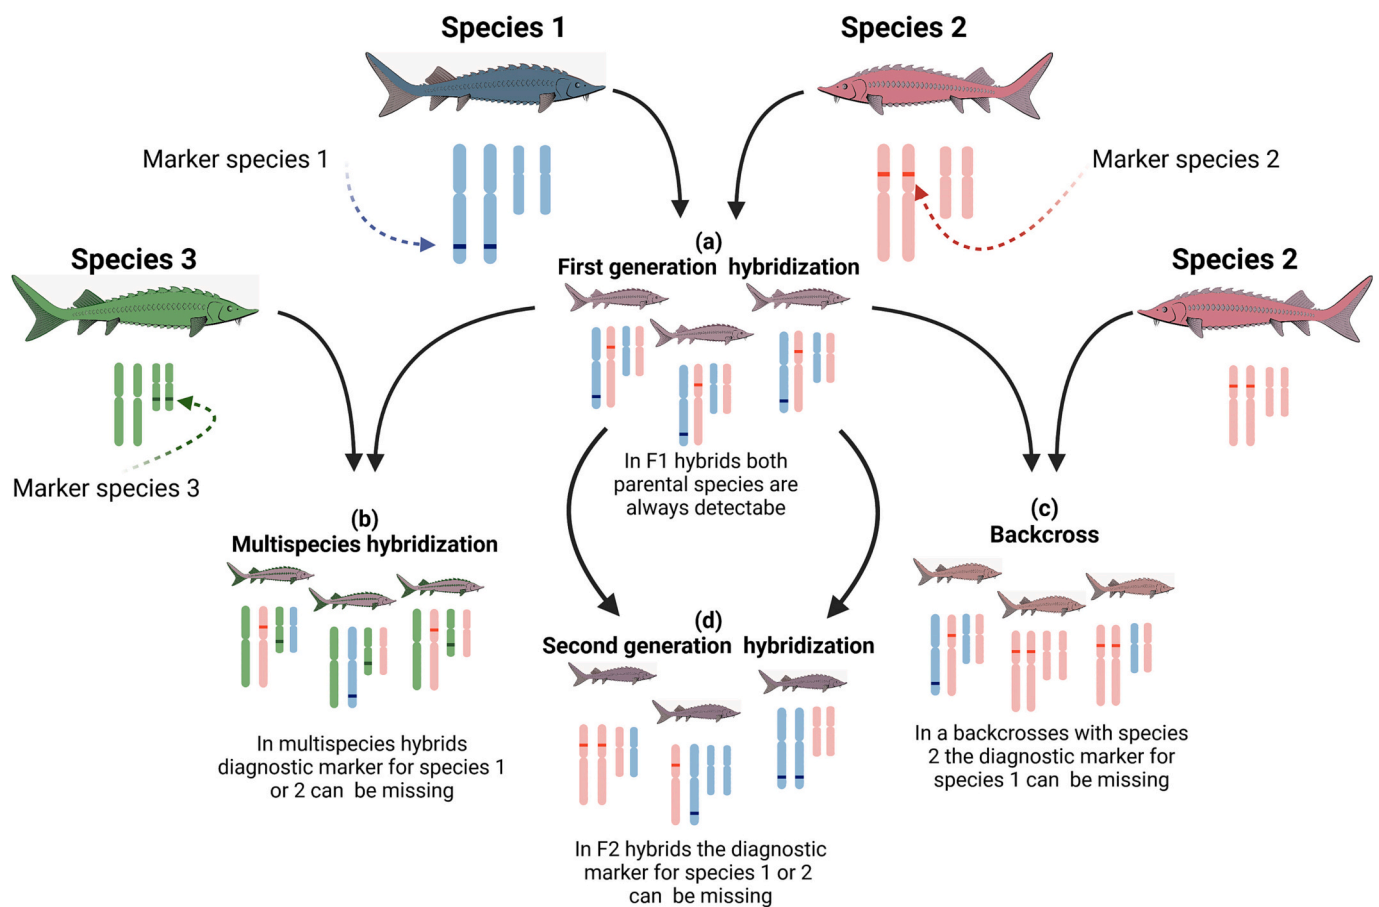 Species 1
Species 2
Marker species 1
Marker species 2
(a)
First generation hybridization
Species 3
Species 2
Marker species 3
In F1 hybrids both
parental species are
always detectabe
(b)
Multispecies hybridization
(c)
Backcross
(d)
Second generation hybridization
In multispecies hybrids
diagnostic marker for species 1
or 2 can be missing
In a backcrosses with species
2 the diagnostic marker for
species 1 can be missing
In F2 hybrids the diagnostic
marker for species 1 or 2
can be missing